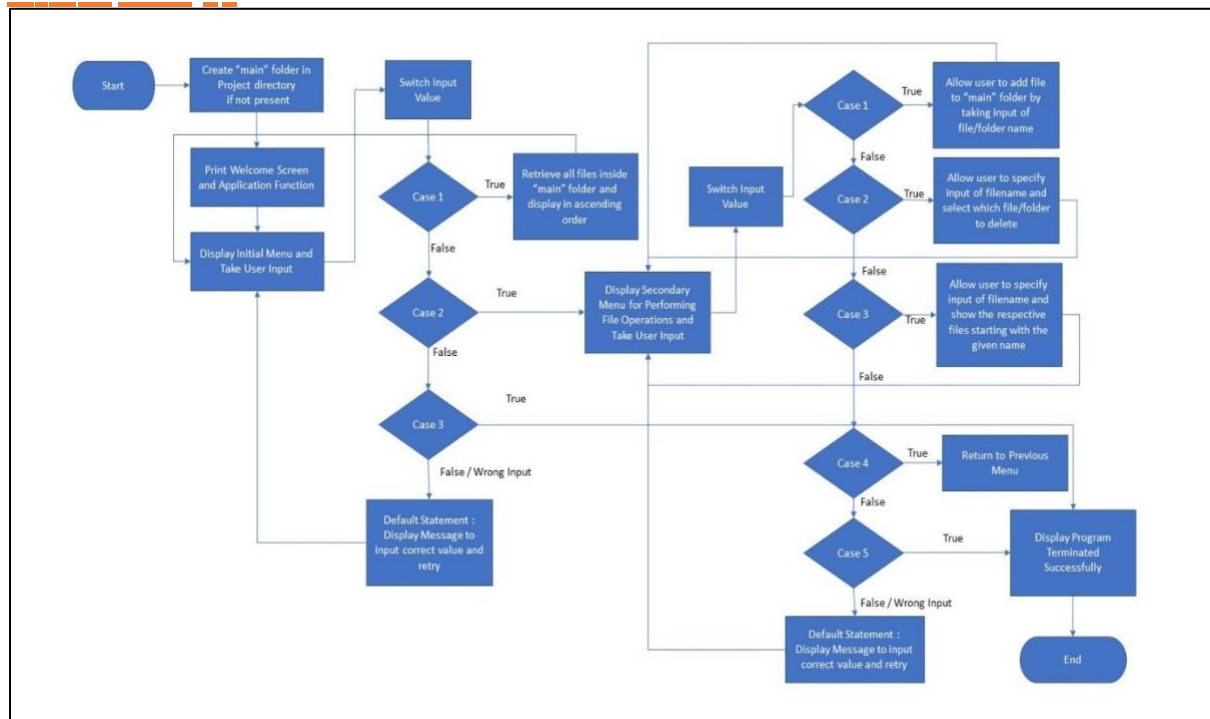 Start
Create “main” folder in
Project directory
if not present
Print Welcome Screen
and Application Function
Display Initial Menu and
Take User Input
Switch Input
Value
Case 1
True
Retrieve all files inside
“main” folder and
display in ascending
order
False
Case 2
True
False
Case 3
True
False / Wrong Input
Default Statement :
Display Message to
input correct value and
retry
Display Secondary
Menu for Performing
File Operations and
Take User Input
Switch Input
Value
Case 1
True
Allow user to add file
to “main” folder by
taking input of
file/folder name
False
Case 2
True
Allow user to specify
input of filename and
select which file/folder
to delete
False
Case 3
True
Allow user to specify
input of filename and
show the respective
files starting with the
given name
False
Case 4
True
Return to Previous
Menu
False
Case 5
True
Display Program
Terminated
Successfully
False / Wrong Input
Default Statement :
Display Message to input
correct value and retry
End